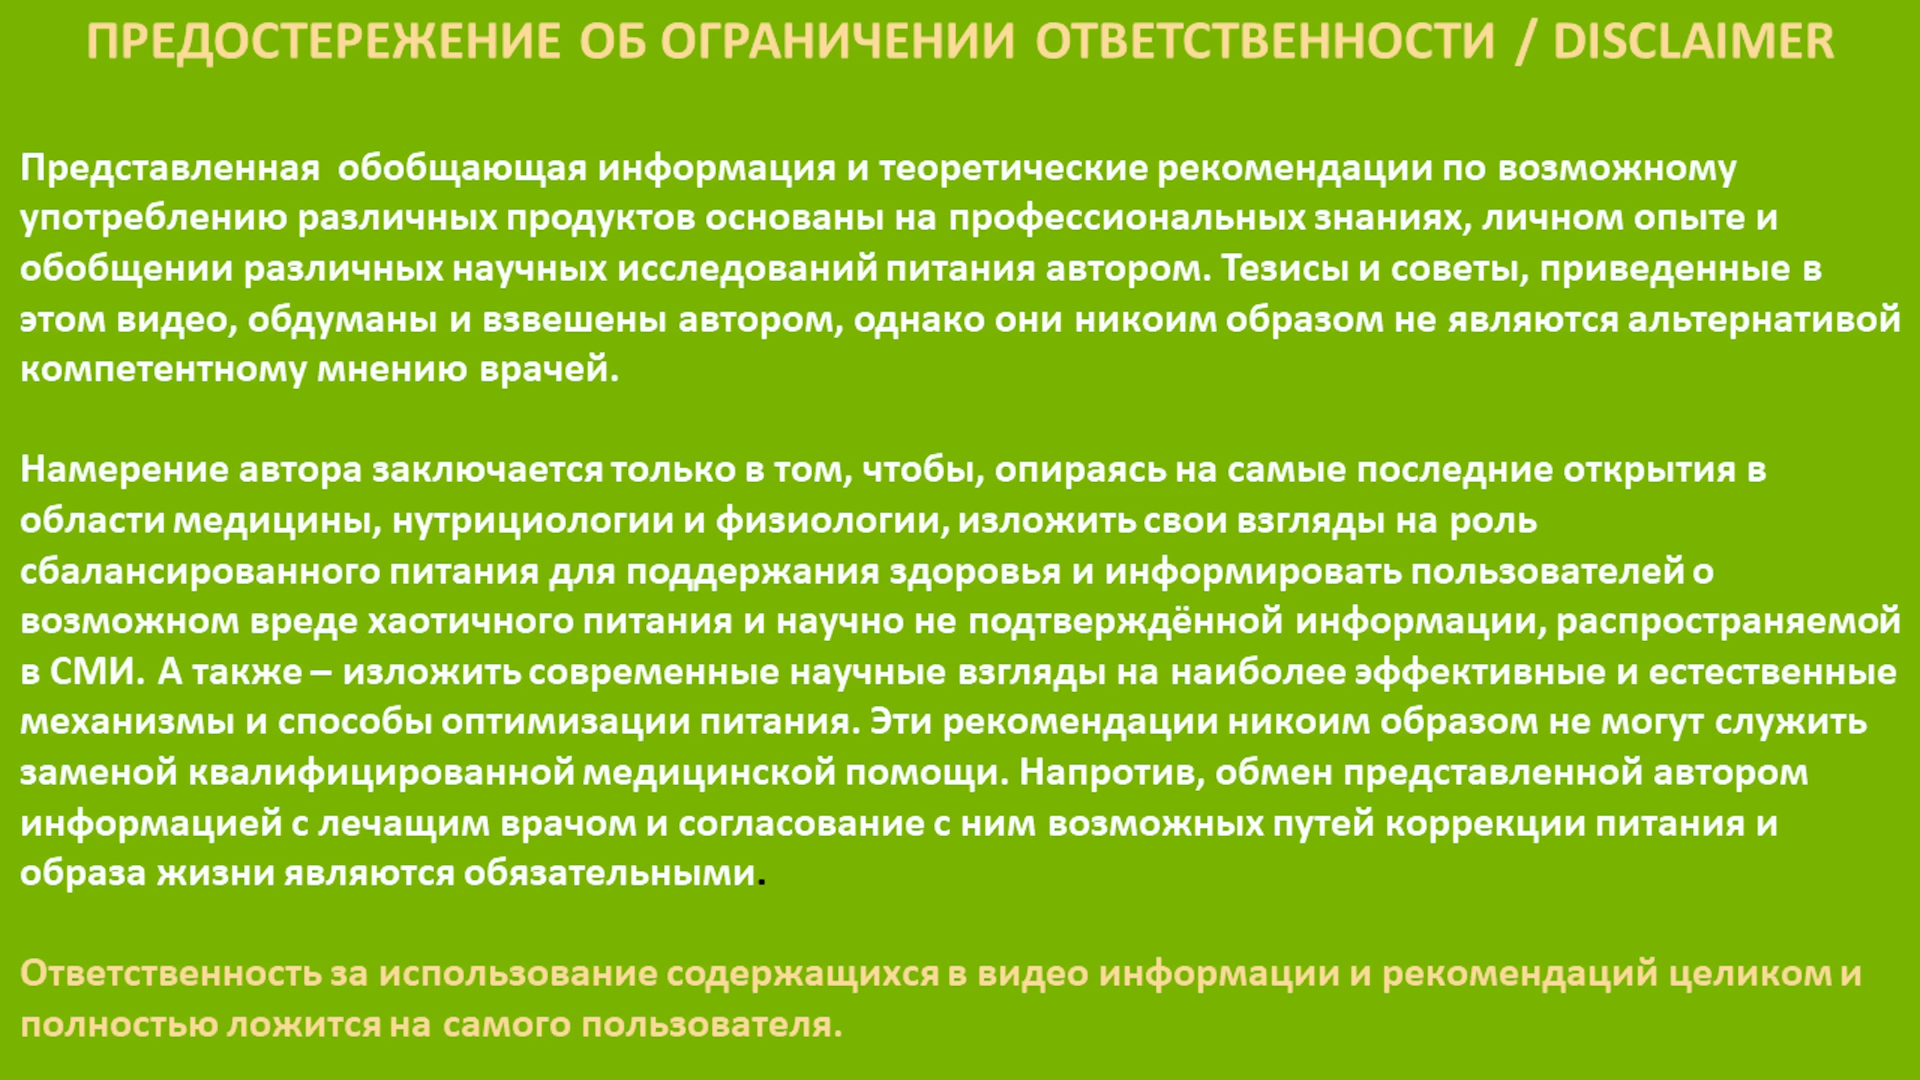 ПРЕДОСТЕРЕЖЕНИЕ ОБ ОГРАНИЧЕНИИ ОТВЕТСТВЕННОСТИ / DISCLAIMER
Представленная обобщающая информация и теоретические рекомендации по возможному
употреблению различных продуктов основаны на профессиональных знаниях, личном опыте и
обобщении различных научных исследований питания автором. Тезисы и советы, приведенные в
этом видео, обдуманы и взвешены автором, однако они никоим образом не являются альтернативой
компетентному мнению врачей.
Намерение автора заключается только в том, чтобы, опираясь на самые последние открытия в
области медицины, нутрициологии и физиологии, изложить свои взгляды на роль
сбалансированного питания для поддержания здоровья и информировать пользователей о
возможном вреде хаотичного питания и научно не подтверждённой информации, распространяемой
в СМИ. А также – изложить современные научные взгляды на наиболее эффективные и естественные
механизмы и способы оптимизации питания. Эти рекомендации никоим образом не могут служить
заменой квалифицированной медицинской помощи. Напротив, обмен представленной автором
информацией с лечащим врачом и согласование с ним возможных путей коррекции питания и
образа жизни являются обязательными.
Ответственность за использование содержащихся в видео информации и рекомендаций целиком и
полностью ложится на самого пользователя.